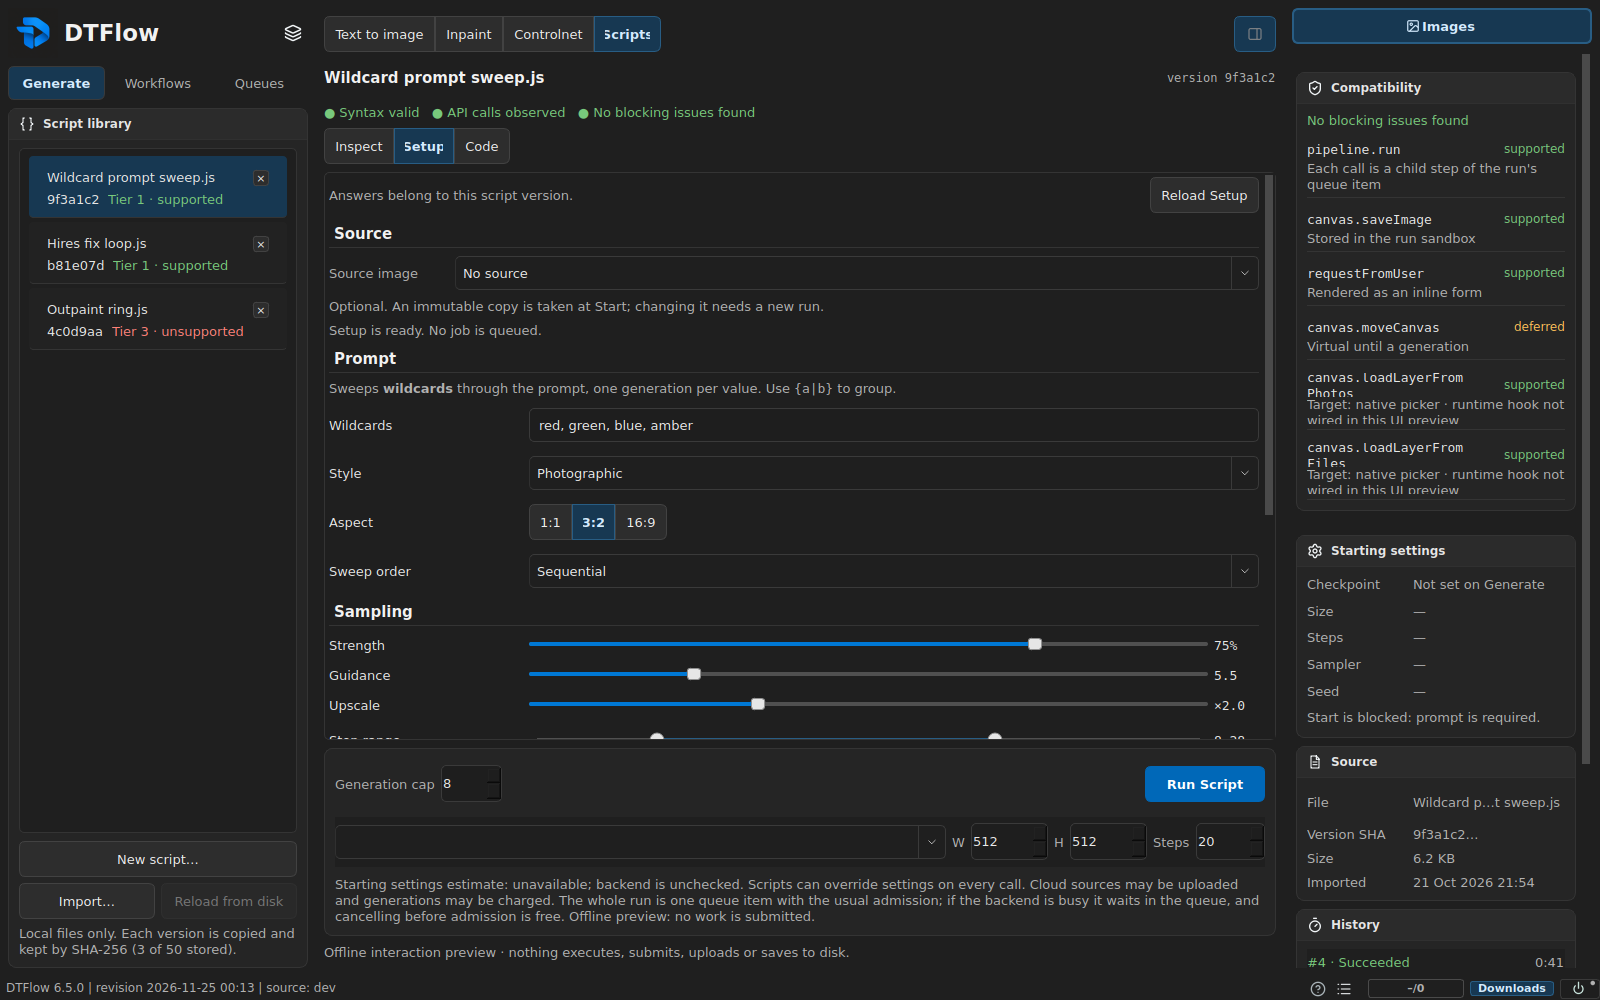 DTFlow
Generate
Workflows
Queues
Script library
Wildcard prompt sweep.js
9f3a1c2 Tier 1 · supported
Hires fix loop.js
b81e07d Tier 1 · supported
Outpaint ring.js
4c0d9aa Tier 3 · unsupported
New script...
Import...
Reload from disk
Local files only. Each version is copied and
kept by SHA-256 (3 of 50 stored).
Text to image
Inpaint
Controlnet
Scripts
Wildcard prompt sweep.js
version 9f3a1c2
Syntax valid
API calls observed
No blocking issues found
Inspect
Setup
Code
Answers belong to this script version.
Reload Setup
Source
Source image
No source
Optional. An immutable copy is taken at Start; changing it needs a new run.
Setup is ready. No job is queued.
Prompt
Sweeps wildcards through the prompt, one generation per value. Use {a|b} to group.
Wildcards
red, green, blue, amber
Style
Photographic
Aspect
1:1
3:2
16:9
Sweep order
Sequential
Sampling
Strength
75%
Guidance
5.5
Upscale
×2.0
Step range
8-28
Generation cap
8
Run Script
W
512
H
512
Steps
20
Starting settings estimate: unavailable; backend is unchecked. Scripts can override settings on every call. Cloud sources may be uploaded
and generations may be charged. The whole run is one queue item with the usual admission; if the backend is busy it waits in the queue, and
cancelling before admission is free. Offline preview: no work is submitted.
Offline interaction preview · nothing executes, submits, uploads or saves to disk.
Images
Compatibility
No blocking issues found
pipeline.run
supported
Each call is a child step of the run's
queue item
canvas.saveImage
supported
Stored in the run sandbox
requestFromUser
supported
Rendered as an inline form
canvas.moveCanvas
deferred
Virtual until a generation
canvas.loadLayerFrom
Photos
supported
Target: native picker · runtime hook not
wired in this UI preview
canvas.loadLayerFrom
Files
supported
Target: native picker · runtime hook not
wired in this UI preview
Starting settings
Checkpoint
Not set on Generate
Size
—
Steps
—
Sampler
—
Seed
—
Start is blocked: prompt is required.
Source
File
Wildcard p...t sweep.js
Version SHA
9f3a1c2...
Size
6.2 KB
Imported
21 Oct 2026 21:54
History
#4 · Succeeded
0:41
DTFlow 6.5.0 | revision 2026-11-25 00:13 | source: dev
-/0
Downloads